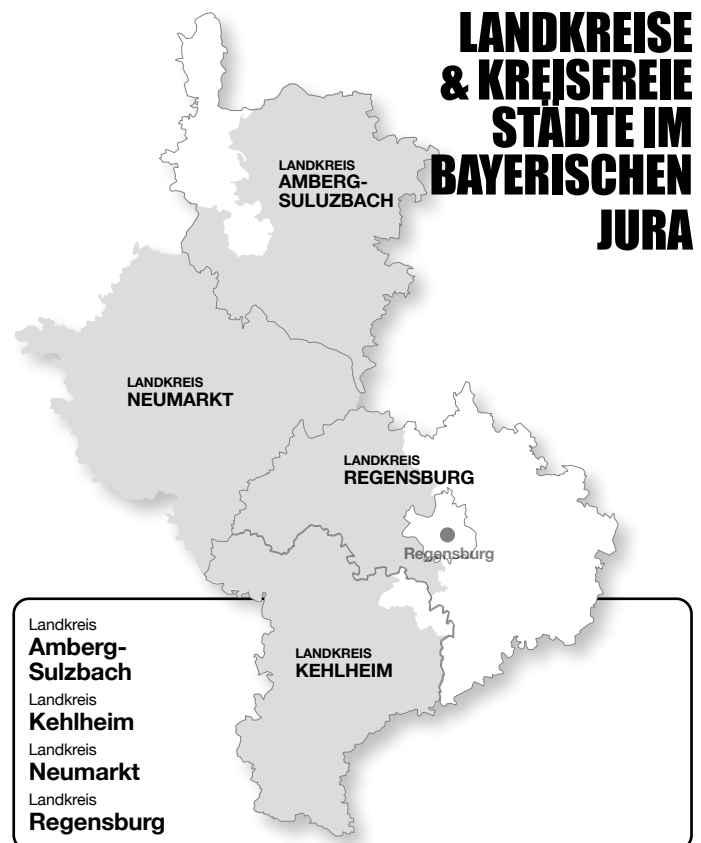 LANDKREISE
& KREISFREIE
STÄDTE IM
BAYERISCHEN
JURA
LANDKREIS
AMBERG-
SULUZBACH
LANDKREIS
NEUMARKT
LANDKREIS
REGENSBURG
Regensburg
LANDKREIS
KEHLHEIM
Landkreis
Amberg-
Sulzbach
Landkreis
Kehlheim
Landkreis
Neumarkt
Landkreis
Regensburg